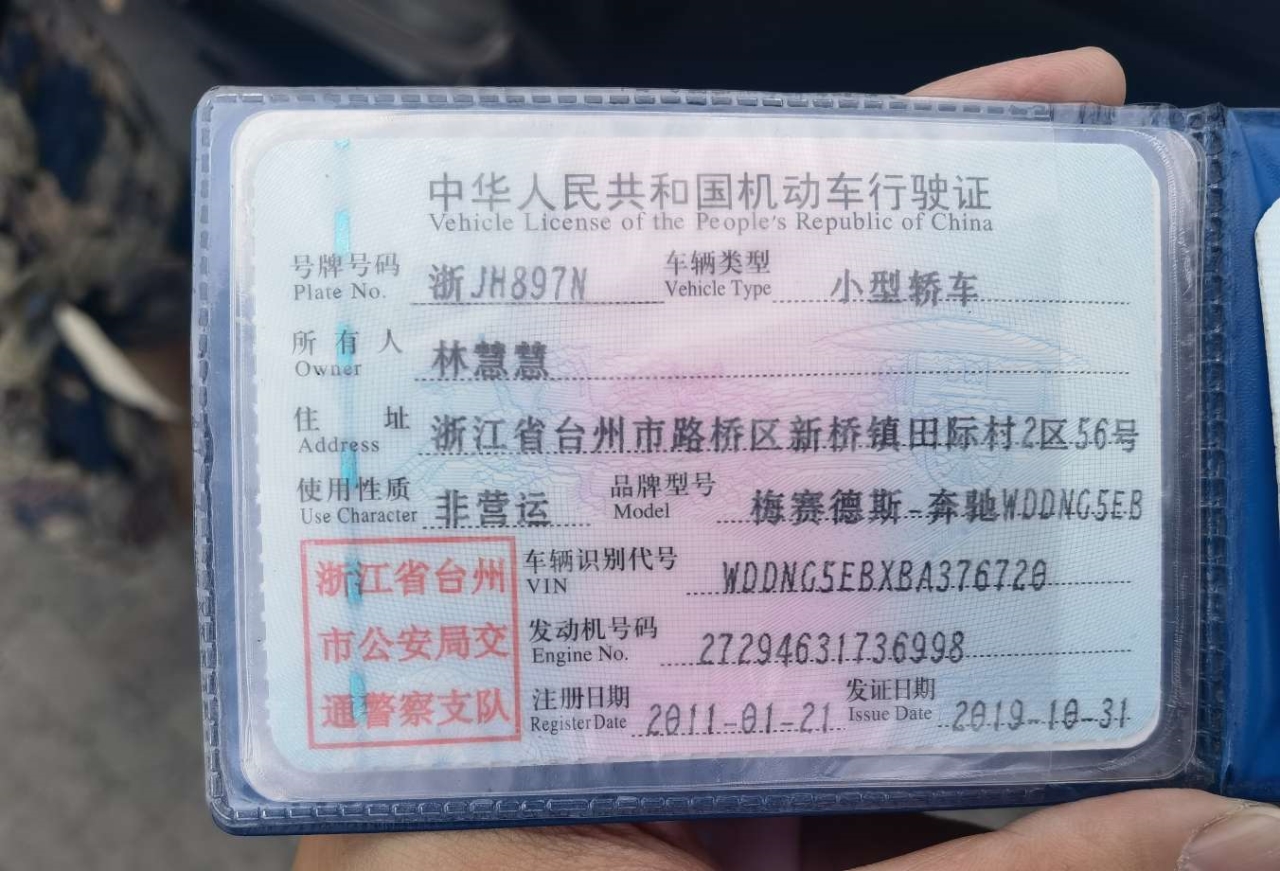 中华人民共和国机动车行驶证
Vehicle License of the People's Republic of China
号牌号码 浙JH897N 车辆类型 小型轿车
Plate No. Vehicle Type
所有人 林慧慧
Owner
住址 浙江省台州市路桥区新桥镇田际村2区56号
Address
使用性质 非营运 品牌型号 梅赛德斯-奔驰WDDNG5EB
Use Character Model
浙江省台州 车辆识别代号 WDDNG5EBXBA376720
VIN
市公安局交 发动机号码 27294631736998
Engine No.
通警察支队 注册日期 2011-01-21 发证日期 2019-10-31
Register Date Issue Date